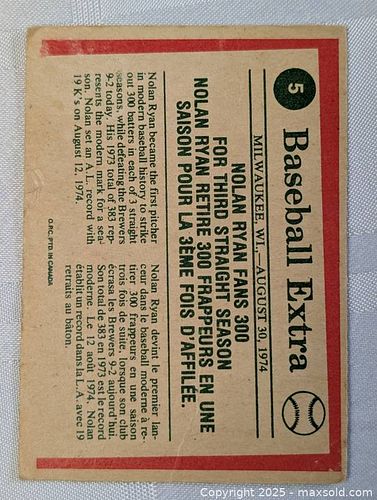 5
Baseball Extra
MILWAUKEE, WI.,—AUGUST 30, 1974
NOLAN RYAN FANS 300
FOR THIRD STRAIGHT SEASON
NOLAN RYAN RETIRE 300 FRAPPEURS EN UNE
SAISON POUR LA 3ÈME FOIS D'AFFILÉE.
Nolan Ryan became the first pitcher
in modern baseball history to strike
out 300 batters in each of 3 straight
seasons, while defeating the Brewers
9-2 today. His 1973 total of 383 rep-
resents the modern mark for a sea-
son. Nolan set an A.L. record with
19 K's on August 12, 1974.
Nolan Ryan devint le premier lan-
ceur dans le baseball moderne à re-
tirer 300 frappeurs en une saison
trois fois de suite, lorsque son club
écrasa les Brewers 9-2 aujourd'hui.
Son total de 383 en 1973 est le record
moderne. Le 12 août 1974, Nolan
établit un record dans la L.A. avec 19
retraits au bâton.
O.P.C. PTD. IN CANADA
Copyright 2025 - maxsold.com